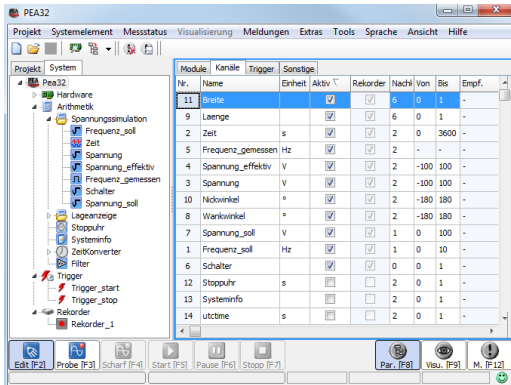 PEA32
Projekt Systemelement Messstatus Visualisierung Meldungen Extras Tools Sprache Ansicht Hilfe
Projekt System
Pea32
Hardware
Arithmetik
Spannungssimulation
Frequenz_soll
Zeit
Spannung
Spannung_effektiv
Frequenz_gemessen
Schalter
Spannung_soll
Lageanzeige
Stoppuhr
Systeminfo
ZeitKonverter
Filter
Trigger
Trigger_start
Trigger_stop
Rekorder
Rekorder_1
Module Kanäle Trigger Sonstige
Nr. Name Einheit Aktiv Rekorder Nachk Von Bis Empf.
11 Breite 6 0 1 -
9 Laenge 6 0 1 -
2 Zeit s 2 0 3600 -
5 Frequenz_gemessen Hz 2 - - -
4 Spannung_effektiv V 2 -100 100 -
3 Spannung V 2 -100 100 -
10 Nickwinkel ° 2 -180 180 -
8 Wankwinkel ° 2 -180 180 -
7 Spannung_soll V 1 0 100 -
1 Frequenz_soll Hz 1 0 10 -
6 Schalter 0 0 1 -
12 Stoppuhr s 2 0 1 -
13 Systeminfo 2 0 1 -
14 utctime s 2 0 1 -
Edit [F2] Probe [F3] Scharf [F4] Start [F5] Pause [F6] Stopp [F7] Par. [F8] Visu. [F9] M. [F12]